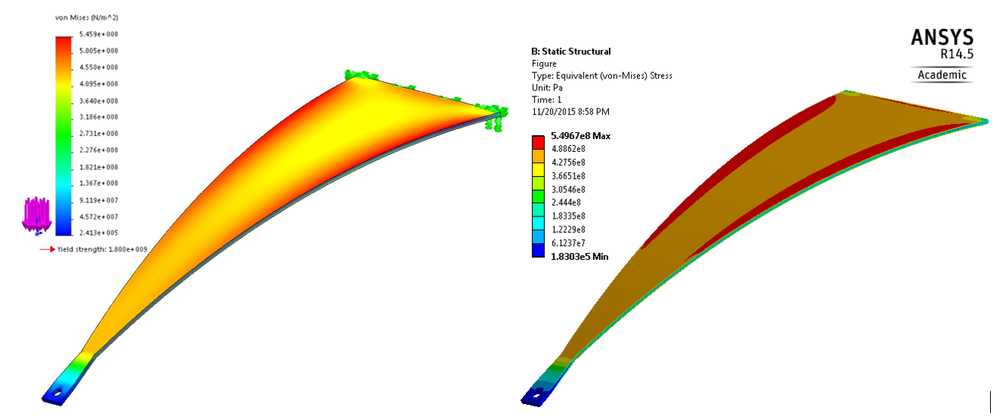 von Mises (N/m^2)
5.459e+008
5.005e+008
4.550e+008
4.095e+008
3.640e+008
3.186e+008
2.731e+008
2.276e+008
1.821e+008
1.367e+008
9.119e+007
4.572e+007
2.413e+005
Yield strength: 1.800e+009
B: Static Structural
Figure
Type: Equivalent (von-Mises) Stress
Unit: Pa
Time: 1
11/20/2015 8:58 PM
5.4967e8 Max
4.8862e8
4.2756e8
3.6651e8
3.0546e8
2.444e8
1.8335e8
1.2229e8
6.1237e7
1.8303e5 Min
ANSYS
R14.5
Academic